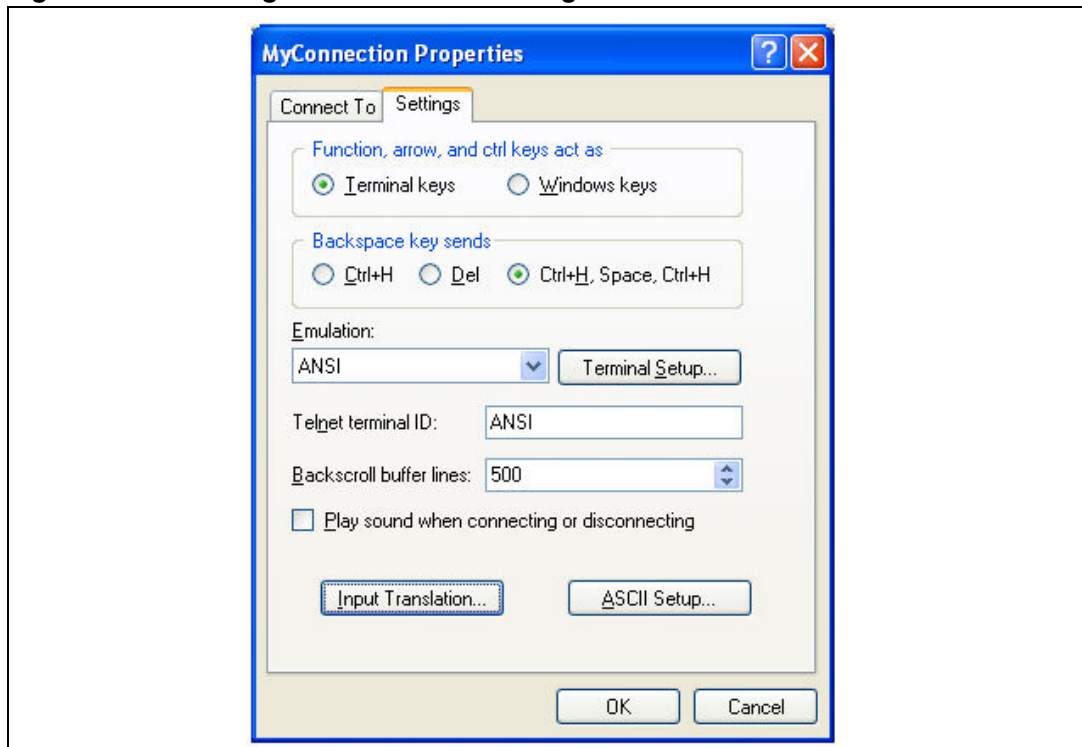 MyConnection Properties
Connect To Settings
Function, arrow, and ctrl keys act as
Terminal keys Windows keys
Backspace key sends
Ctrl+H Del Ctrl+H, Space, Ctrl+H
Emulation:
ANSI Terminal Setup...
Telnet terminal ID: ANSI
Backscroll buffer lines: 500
Play sound when connecting or disconnecting
Input Translation... ASCII Setup...
OK Cancel